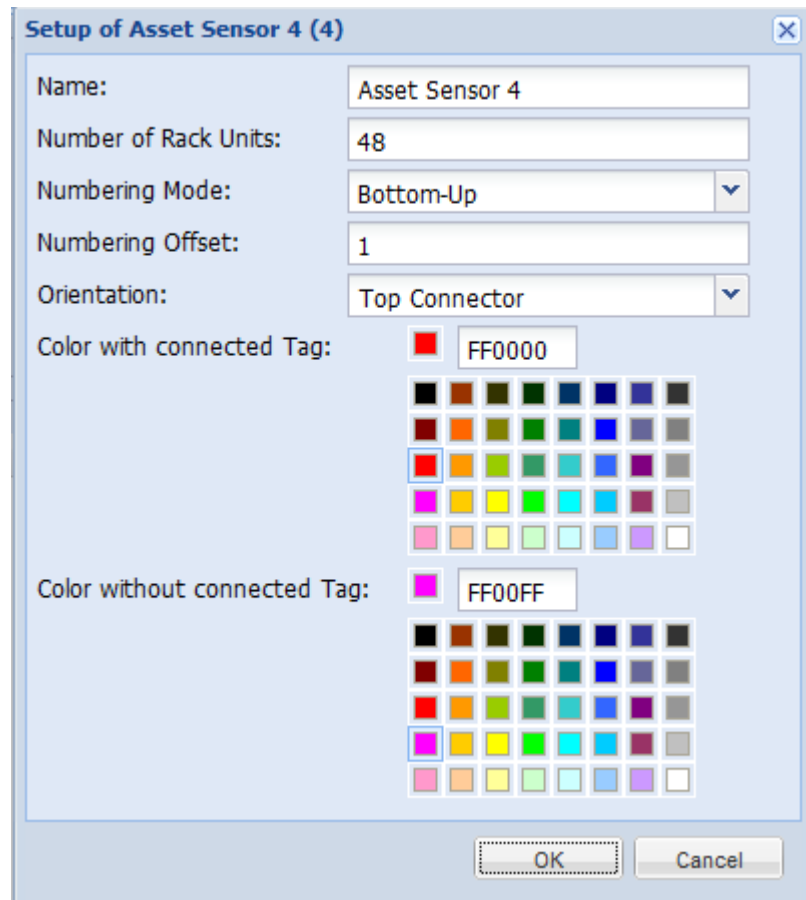 Setup of Asset Sensor 4 (4)
Name: Asset Sensor 4
Number of Rack Units: 48
Numbering Mode: Bottom-Up
Numbering Offset: 1
Orientation: Top Connector
Color with connected Tag: FF0000
Color without connected Tag: FF00FF
OK Cancel